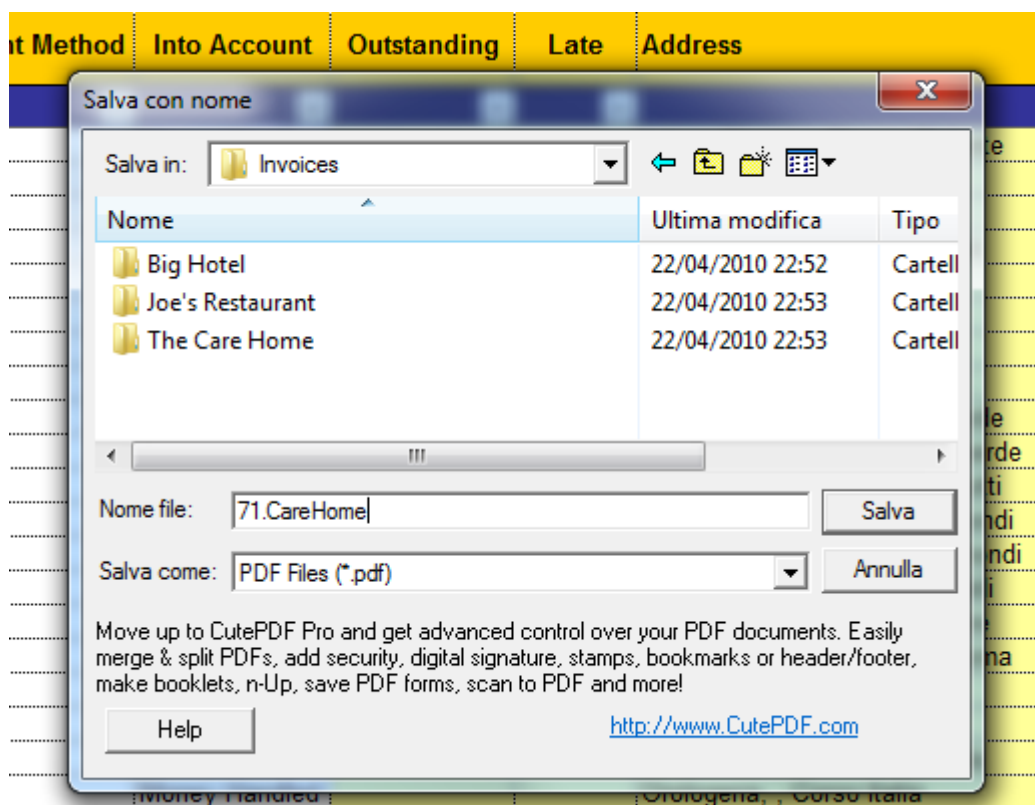 nt Method Into Account Outstanding Late Address
Salva con nome
Salva in: Invoices
Nome Ultima modifica Tipo
Big Hotel 22/04/2010 22:52 Cartell
Joe's Restaurant 22/04/2010 22:53 Cartell
The Care Home 22/04/2010 22:53 Cartell
Nome file: 71.CareHome Salva
Salva come: PDF Files (*.pdf) Annulla
Move up to CutePDF Pro and get advanced control over your PDF documents. Easily
merge & split PDFs, add security, digital signature, stamps, bookmarks or header/footer,
make booklets, n-Up, save PDF forms, scan to PDF and more!
Help http://www.CutePDF.com
Money Handled Orologeria, , Corso Italia